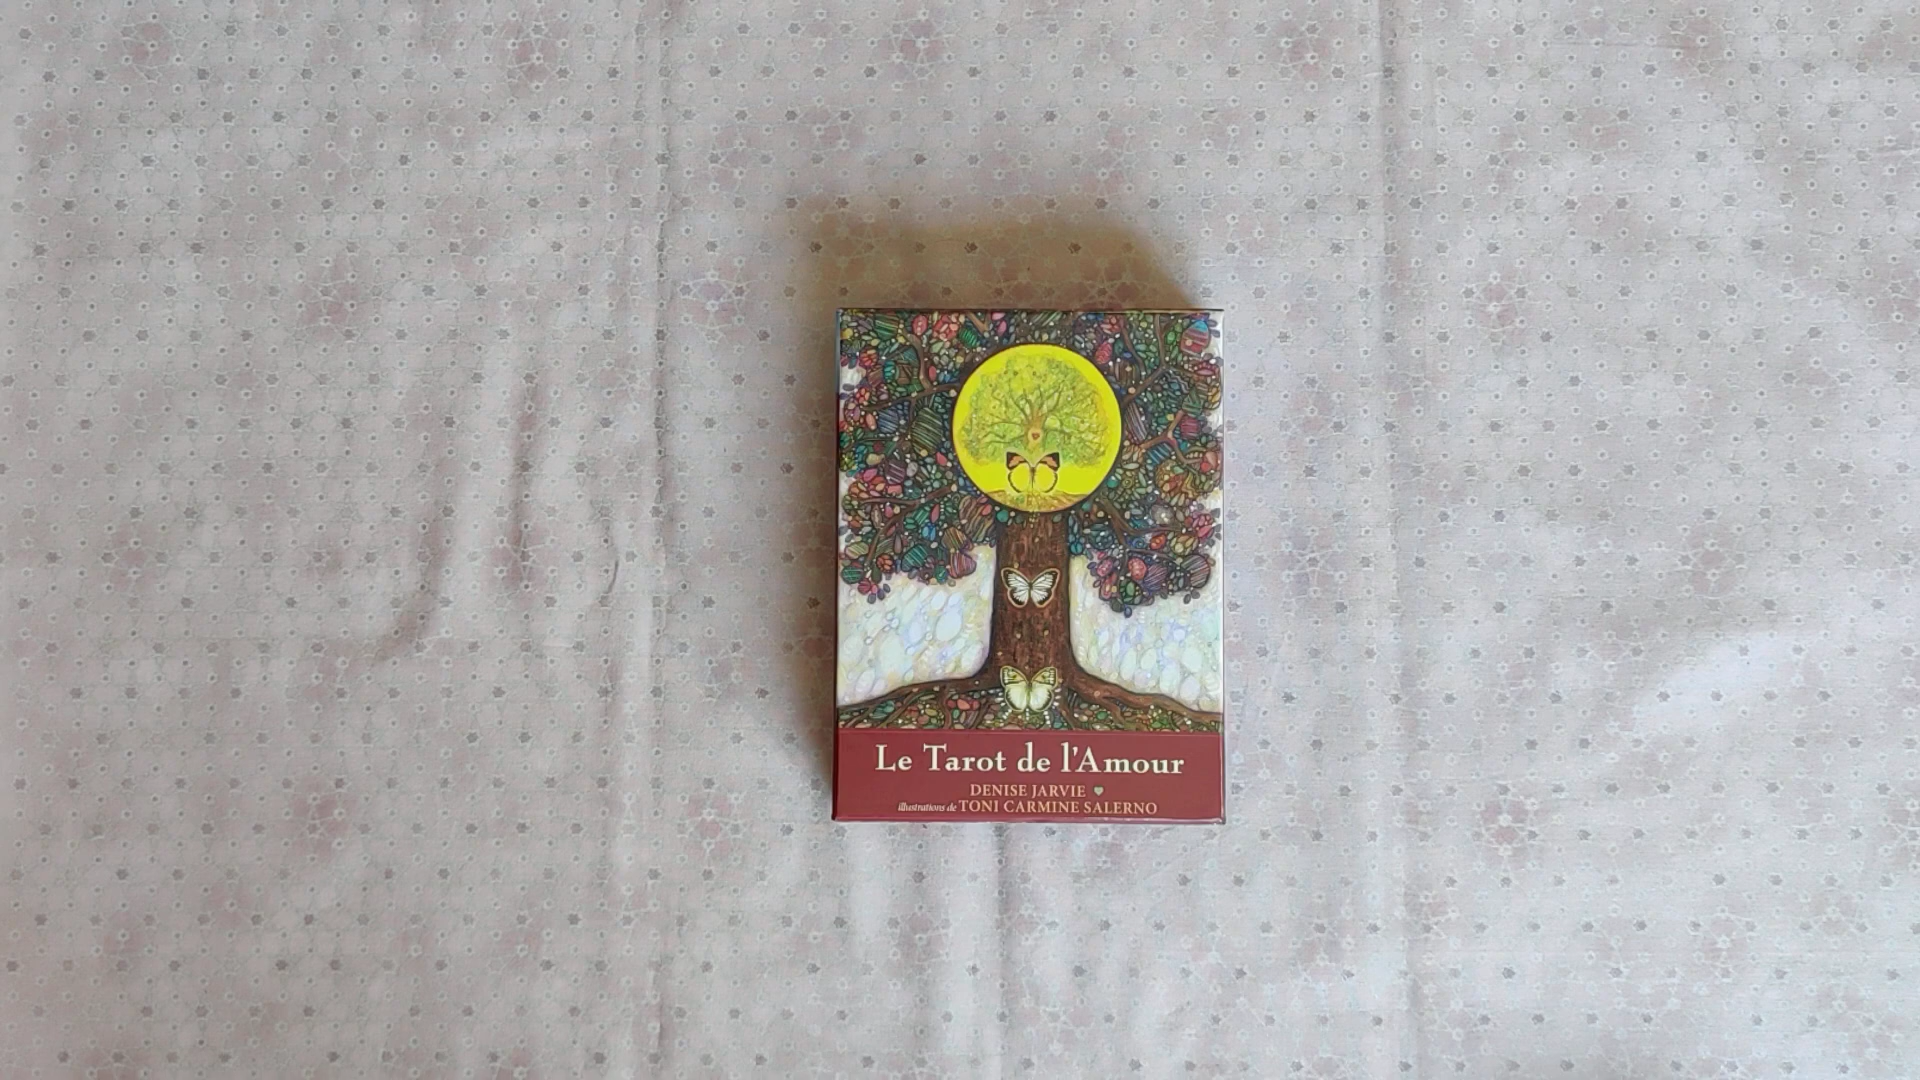 Le Tarot de l'Amour
DENISE JARVIE
illustrations de TONI CARMINE SALERNO